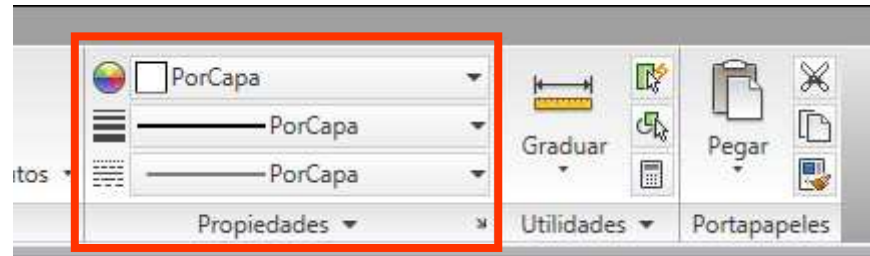 PorCapa
PorCapa
PorCapa
Propiedades
Graduar
Utilidades
Pegar
Portapapeles